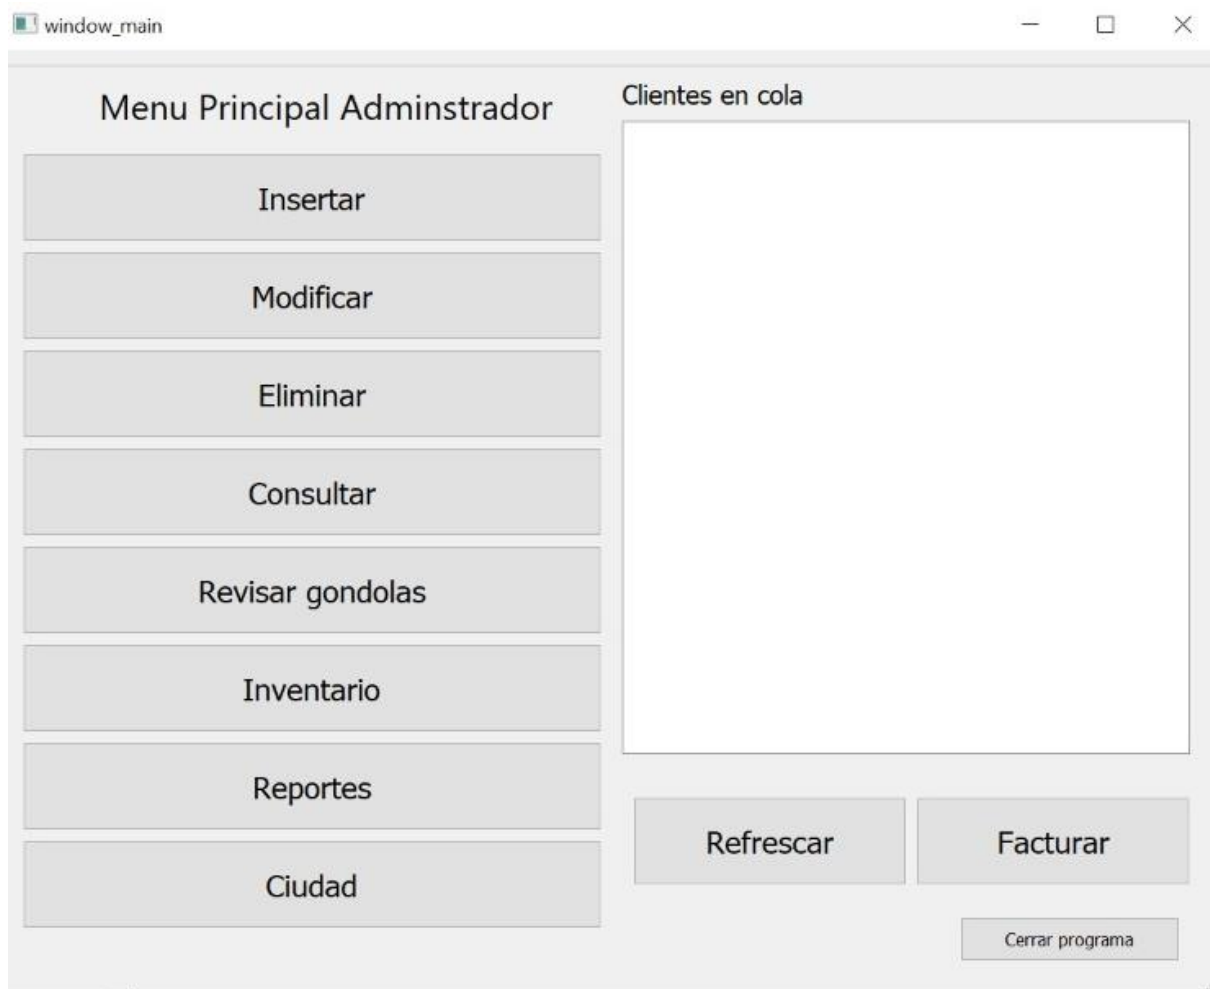 window_main
Menu Principal Adminstrador
Insertar
Modificar
Eliminar
Consultar
Revisar gondolas
Inventario
Reportes
Ciudad
Clientes en cola
Refrescar
Facturar
Cerrar programa